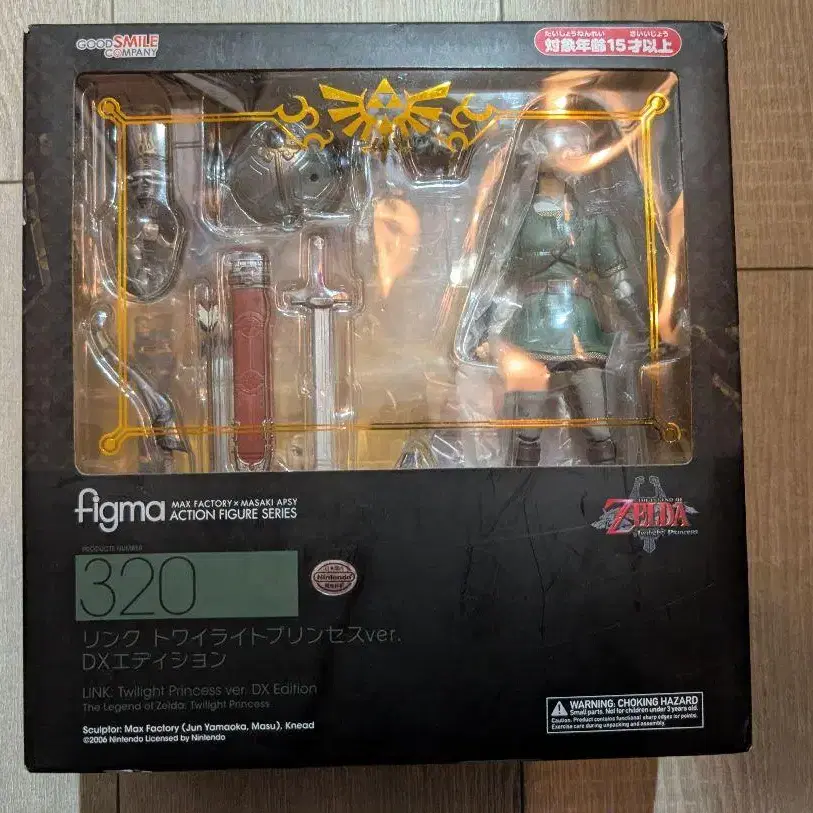 GOODSMILE
COMPANY
たいしょうねんれい さいいじょう
対象年齢15才以上
figma
MAX FACTORY×MASAKI APSY
ACTION FIGURE SERIES
THE LEGEND OF
ZELDA
Twilight Princess
PRODUCTS NUMBER
320
Nintendo
リンク トワイライトプリンセスver.
DXエディション
LINK: Twilight Princess ver. DX Edition
The Legend of Zelda: Twilight Princess
Sculptor: Max Factory (Jun Yamaoka, Masu), Knead
©2006 Nintendo Licensed by Nintendo
WARNING: CHOKING HAZARD
Small parts. Not for children under 3 years old.
Caution: Product contains functional sharp edges for points.
Exercise care during unpacking and assembly.